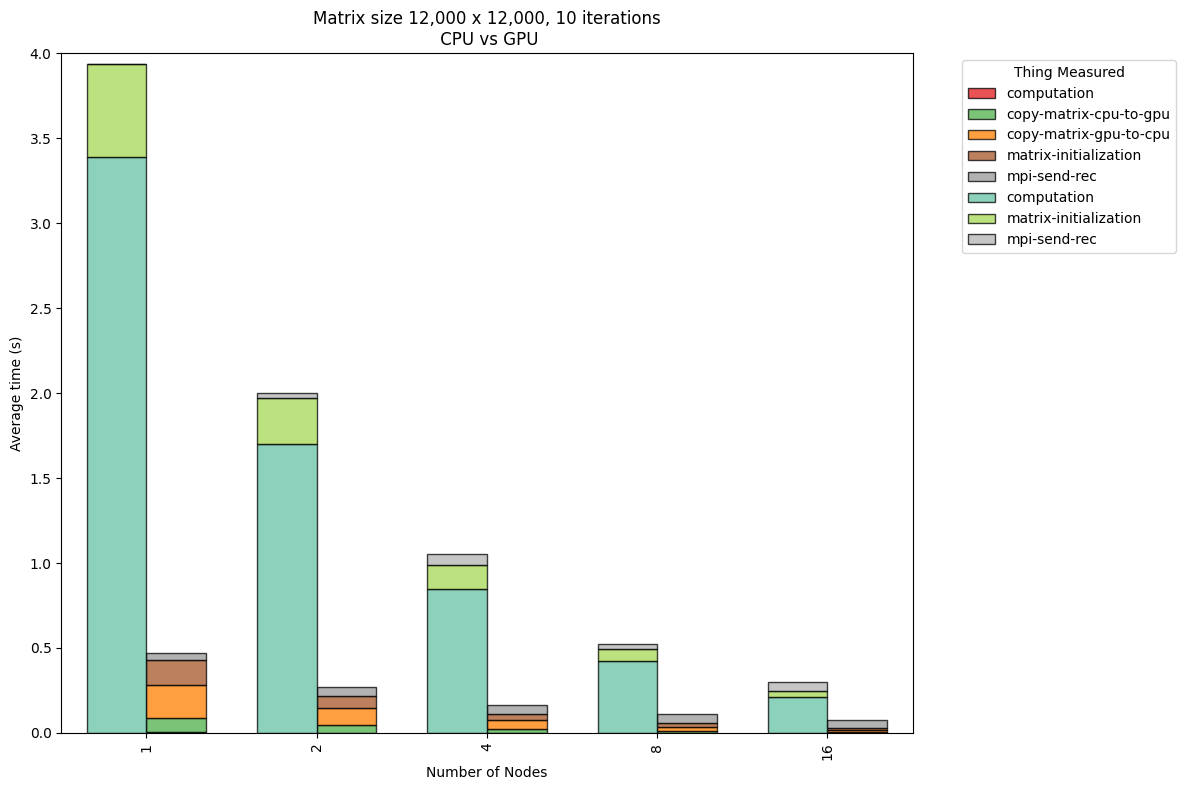 Matrix size 12,000 x 12,000, 10 iterations
CPU vs GPU
Thing Measured
computation
copy-matrix-cpu-to-gpu
copy-matrix-gpu-to-cpu
matrix-initialization
mpi-send-rec
computation
matrix-initialization
mpi-send-rec
Average time (s)
4.0
3.5
3.0
2.5
2.0
1.5
1.0
0.5
0.0
1
2
4
8
16
Number of Nodes